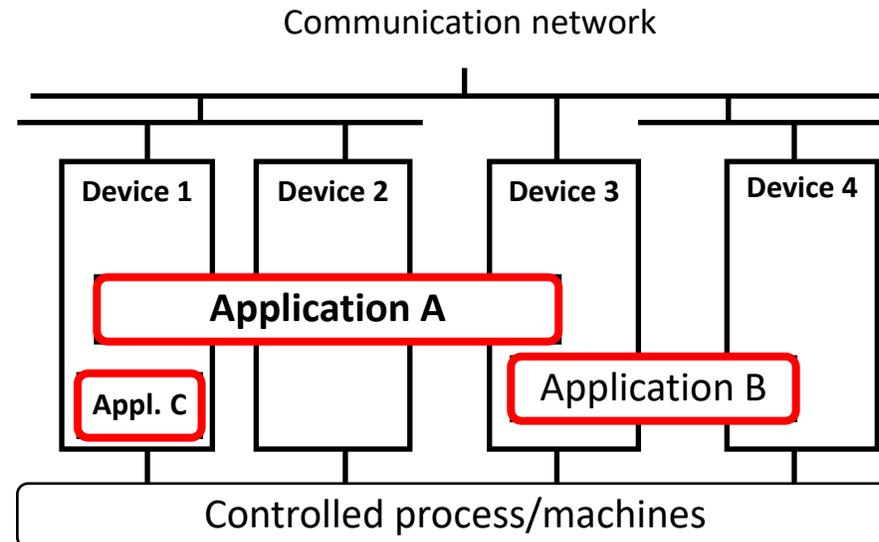 Communication network
Device 1
Device 2
Device 3
Device 4
Application A
Application B
Appl. C
Controlled process/machines